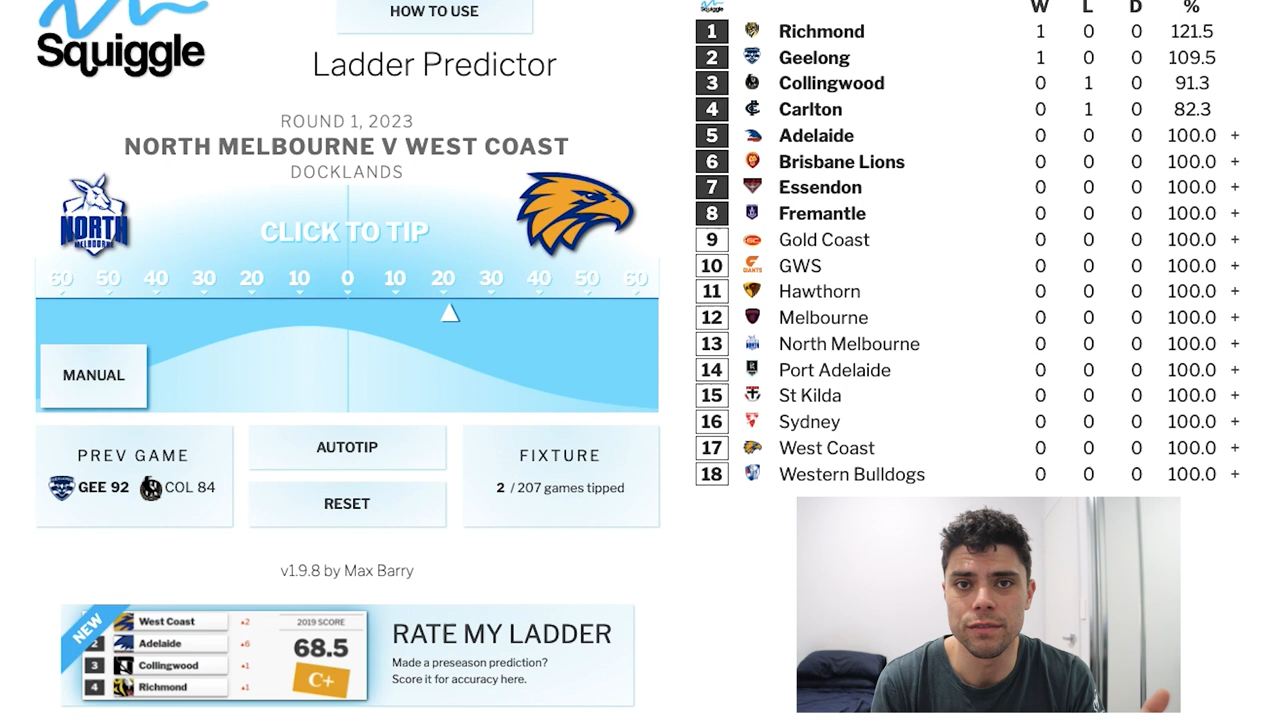 Squiggle
HOW TO USE
Ladder Predictor
ROUND 1, 2023
NORTH MELBOURNE V WEST COAST
DOCKLANDS
NORTH
MELBOURNE
CLICK TO TIP
60 50 40 30 20 10 0 10 20 30 40 50 60
MANUAL
PREV GAME
GEE 92 COL 84
AUTOTIP
RESET
FIXTURE
2 / 207 games tipped
v1.9.8 by Max Barry
NEW
West Coast 2
2 Adelaide 6
3 Collingwood 1
4 Richmond 1
2019 SCORE
68.5
C+
RATE MY LADDER
Made a preseason prediction?
Score it for accuracy here.
Squiggle W L D %
1 Richmond 1 0 0 121.5
2 Geelong 1 0 0 109.5
3 Collingwood 0 1 0 91.3
4 Carlton 0 1 0 82.3
5 Adelaide 0 0 0 100.0 +
6 Brisbane Lions 0 0 0 100.0 +
7 Essendon 0 0 0 100.0 +
8 Fremantle 0 0 0 100.0 +
9 Gold Coast 0 0 0 100.0 +
10 GWS 0 0 0 100.0 +
11 Hawthorn 0 0 0 100.0 +
12 Melbourne 0 0 0 100.0 +
13 North Melbourne 0 0 0 100.0 +
14 Port Adelaide 0 0 0 100.0 +
15 St Kilda 0 0 0 100.0 +
16 Sydney 0 0 0 100.0 +
17 West Coast 0 0 0 100.0 +
18 Western Bulldogs 0 0 0 100.0 +